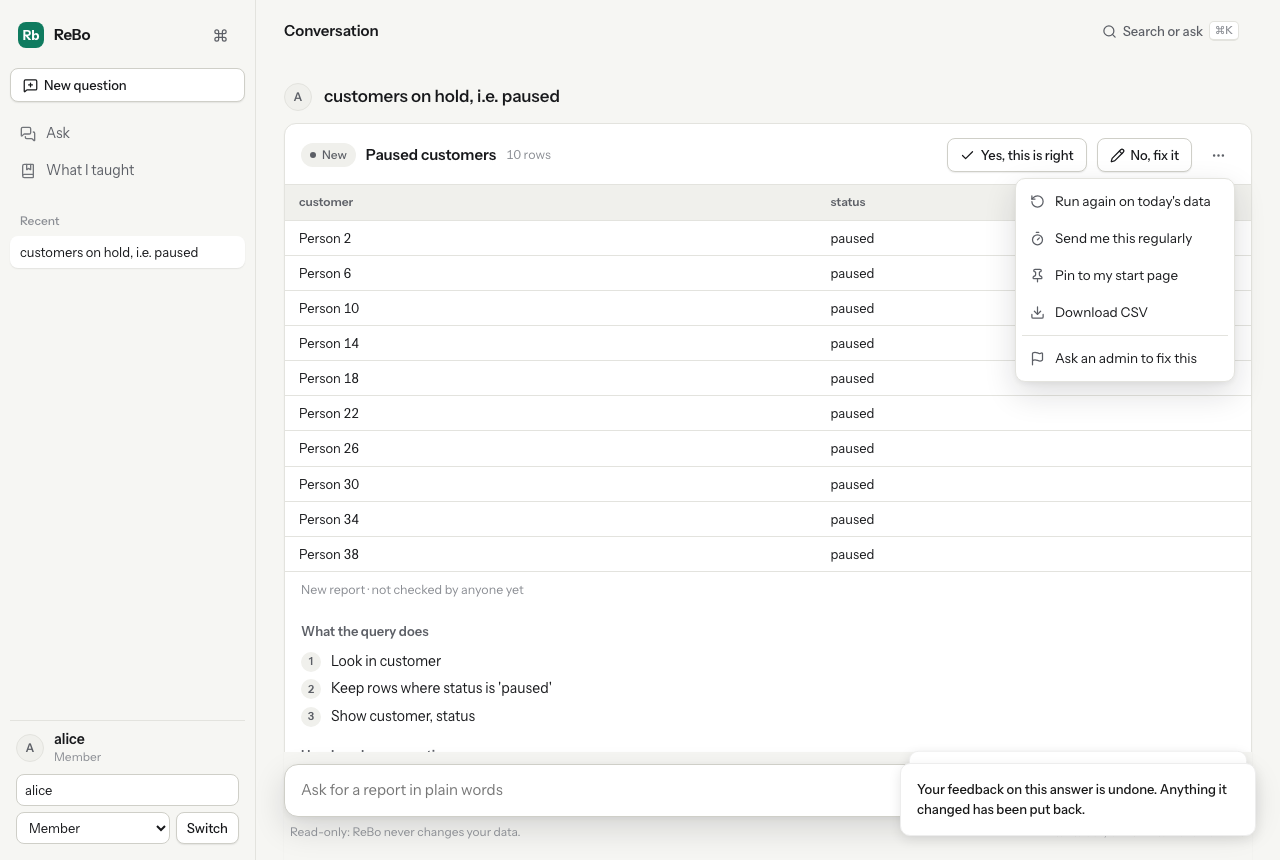 Rb ReBo ⌘
New question
Ask
What I taught
Recent
customers on hold, i.e. paused
A alice
Member
alice
Member Switch
Conversation
Search or ask ⌘K
A customers on hold, i.e. paused
New Paused customers 10 rows Yes, this is right No, fix it
customer status
Person 2 paused
Person 6 paused
Person 10 paused
Person 14 paused
Person 18 paused
Person 22 paused
Person 26 paused
Person 30 paused
Person 34 paused
Person 38 paused
Run again on today's data
Send me this regularly
Pin to my start page
Download CSV
Ask an admin to fix this
New report · not checked by anyone yet
What the query does
1 Look in customer
2 Keep rows where status is 'paused'
3 Show customer, status
Ask for a report in plain words
Read-only: ReBo never changes your data.
Your feedback on this answer is undone. Anything it
changed has been put back.